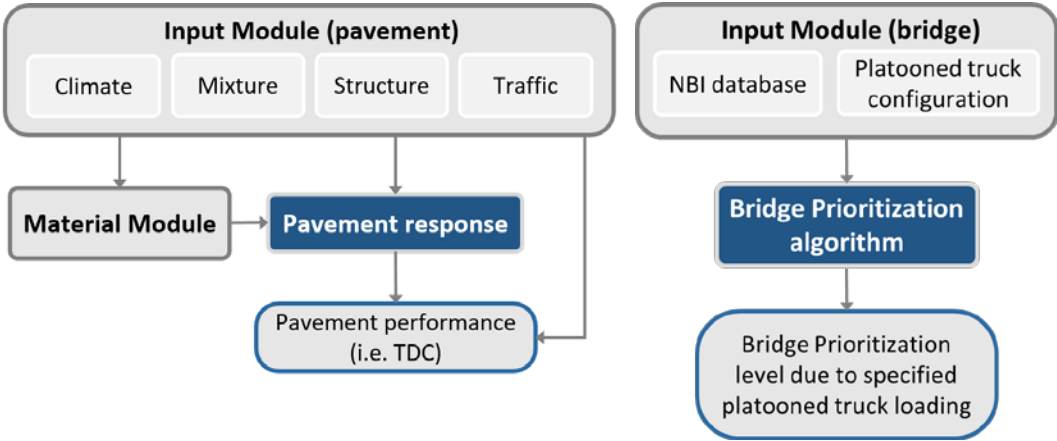 Input Module (pavement)
Climate
Mixture
Structure
Traffic
Material Module
Pavement response
Pavement performance
(i.e. TDC)
Input Module (bridge)
NBI database
Platooned truck
configuration
Bridge Prioritization
algorithm
Bridge Prioritization
level due to specified
platooned truck loading